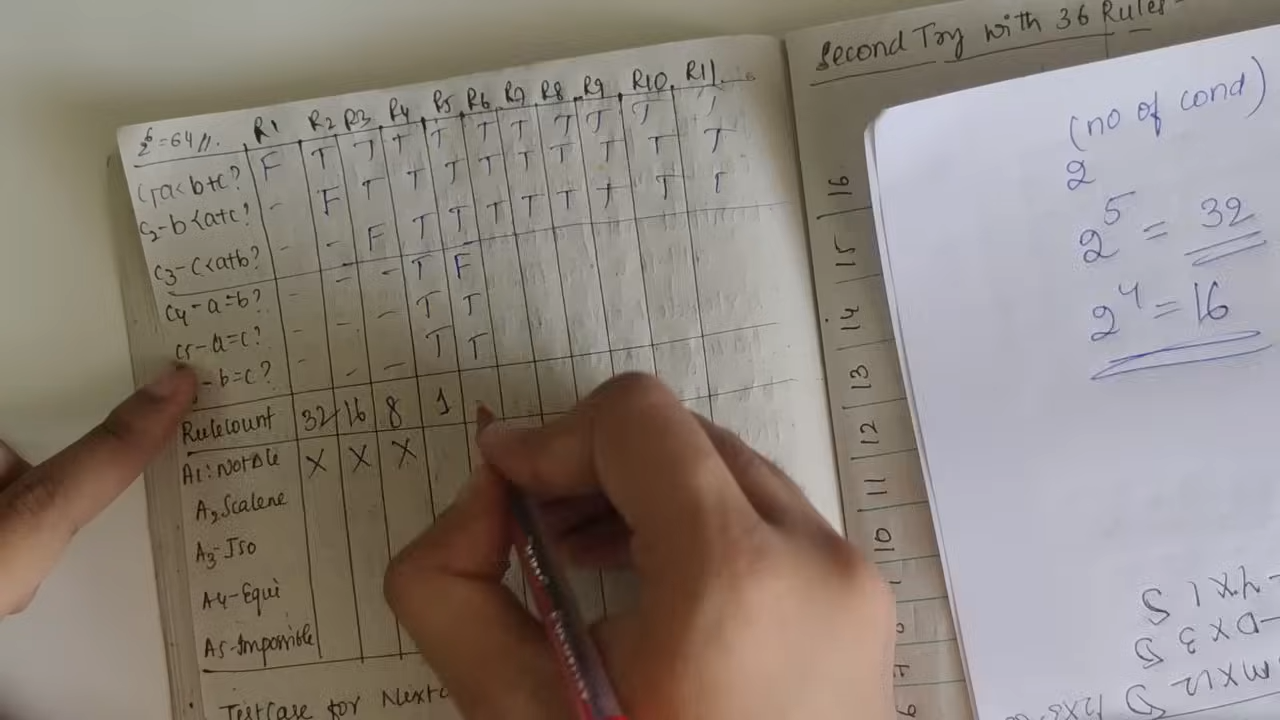 2^6=64//. R1 R2 R3 R4 R5 R6 R7 R8 R9 R10 R11......
C1 a<b+c? F T T T T T T T T T T
C2-b<a+c? - F T T T T T T T T T
C3-C<a+b? - - F T T T T T T T T
C4-a=b? - - - T F
C5-a=c? - - - T T
-b=c? - - - T T
Rulecount 32 16 8 1
A1:Not∆le X X X
A2 Scalene
A3-Iso
A4-Equi
A5-Impossible
TestCase for Next
Second Try with 36 Rules-
16
15
14
13
12
11
10
(no of cond)
2
2^5 = 32
2^4 = 16